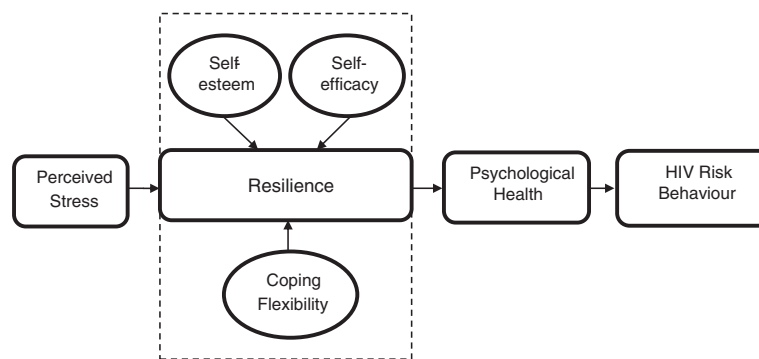 Self-
esteem
Self-
efficacy
Perceived
Stress
Resilience
Psychological
Health
HIV Risk
Behaviour
Coping
Flexibility